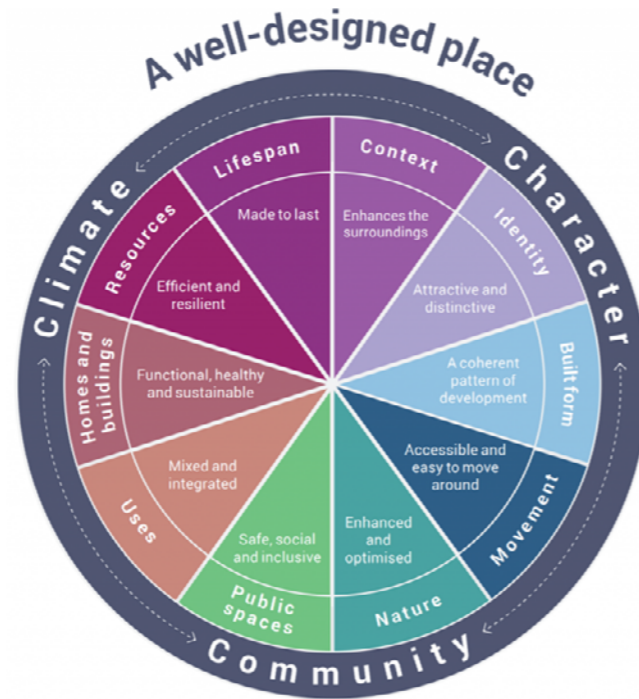 A well-designed place
Climate
Character
Community
Context
Enhances the
surroundings
Identity
Attractive and
distinctive
Built form
A coherent
pattern of
development
Movement
Accessible and
easy to move
around
Nature
Enhanced
and
optimised
Public
spaces
Safe, social
and inclusive
Uses
Mixed and
integrated
Homes and
buildings
Functional, healthy
and sustainable
Resources
Efficient and
resilient
Lifespan
Made to last